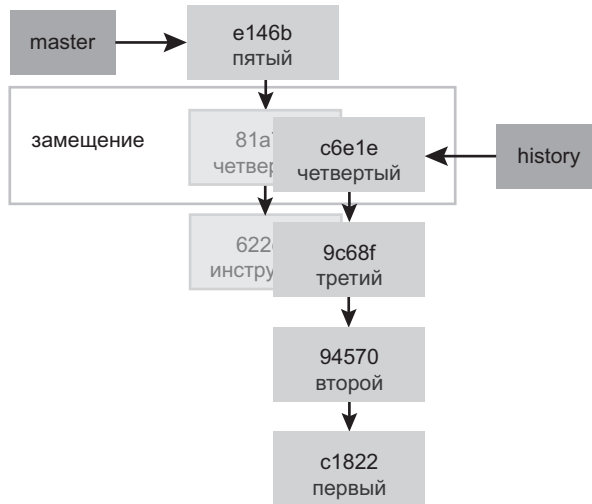 master
e146b
пятый
замещение
c6e1e
четвертый
history
9c68f
третий
94570
второй
c1822
первый